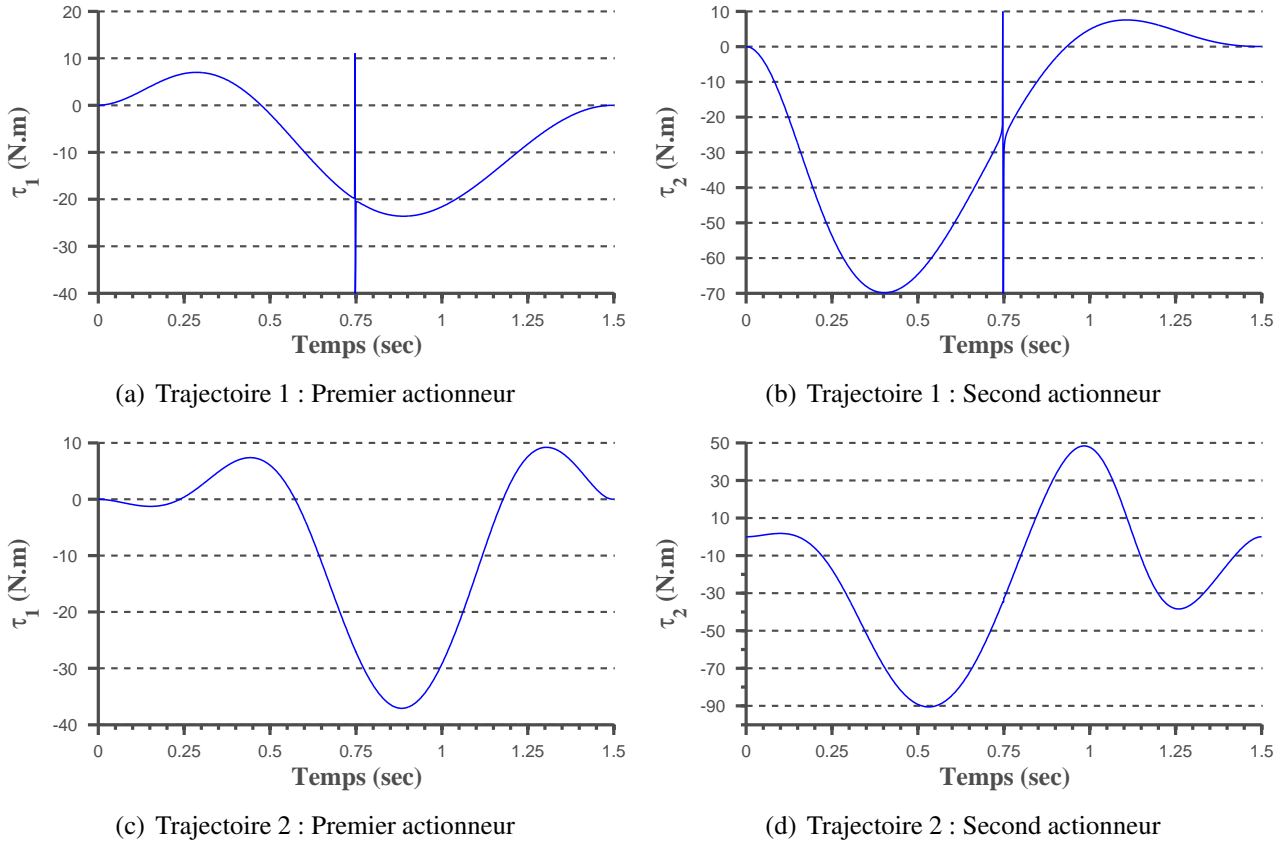 20
10
0
-10
-20
-30
-40
τ1 (N.m)
0 0.25 0.5 0.75 1 1.25 1.5
Temps (sec)
(a) Trajectoire 1 : Premier actionneur
10
0
-10
-20
-30
-40
-50
-60
-70
τ2 (N.m)
0 0.25 0.5 0.75 1 1.25 1.5
Temps (sec)
(b) Trajectoire 1 : Second actionneur
10
0
-10
-20
-30
-40
τ1 (N.m)
0 0.25 0.5 0.75 1 1.25 1.5
Temps (sec)
(c) Trajectoire 2 : Premier actionneur
50
30
10
-10
-30
-50
-70
-90
τ2 (N.m)
0 0.25 0.5 0.75 1 1.25 1.5
Temps (sec)
(d) Trajectoire 2 : Second actionneur